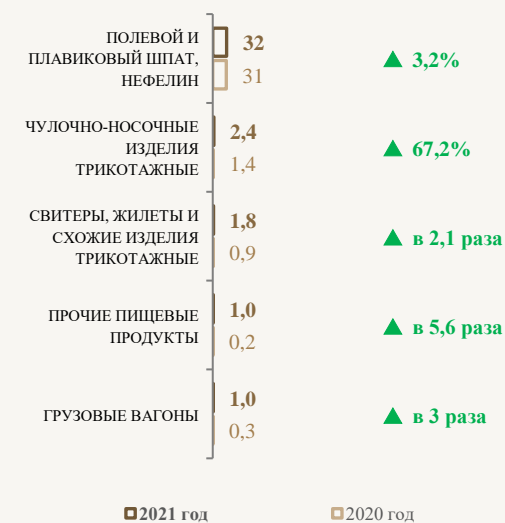 ПОЛЕВОЙ И
ПЛАВИКОВЫЙ ШПАТ,
НЕФЕЛИН
32
31
3,2%
ЧУЛОЧНО-НОСОЧНЫЕ
ИЗДЕЛИЯ
ТРИКОТАЖНЫЕ
2,4
1,4
67,2%
СВИТЕРЫ, ЖИЛЕТЫ И
СХОЖИЕ ИЗДЕЛИЯ
ТРИКОТАЖНЫЕ
1,8
0,9
в 2,1 раза
ПРОЧИЕ ПИЩЕВЫЕ
ПРОДУКТЫ
1,0
0,2
в 5,6 раза
ГРУЗОВЫЕ ВАГОНЫ
1,0
0,3
в 3 раза
2021 год 2020 год